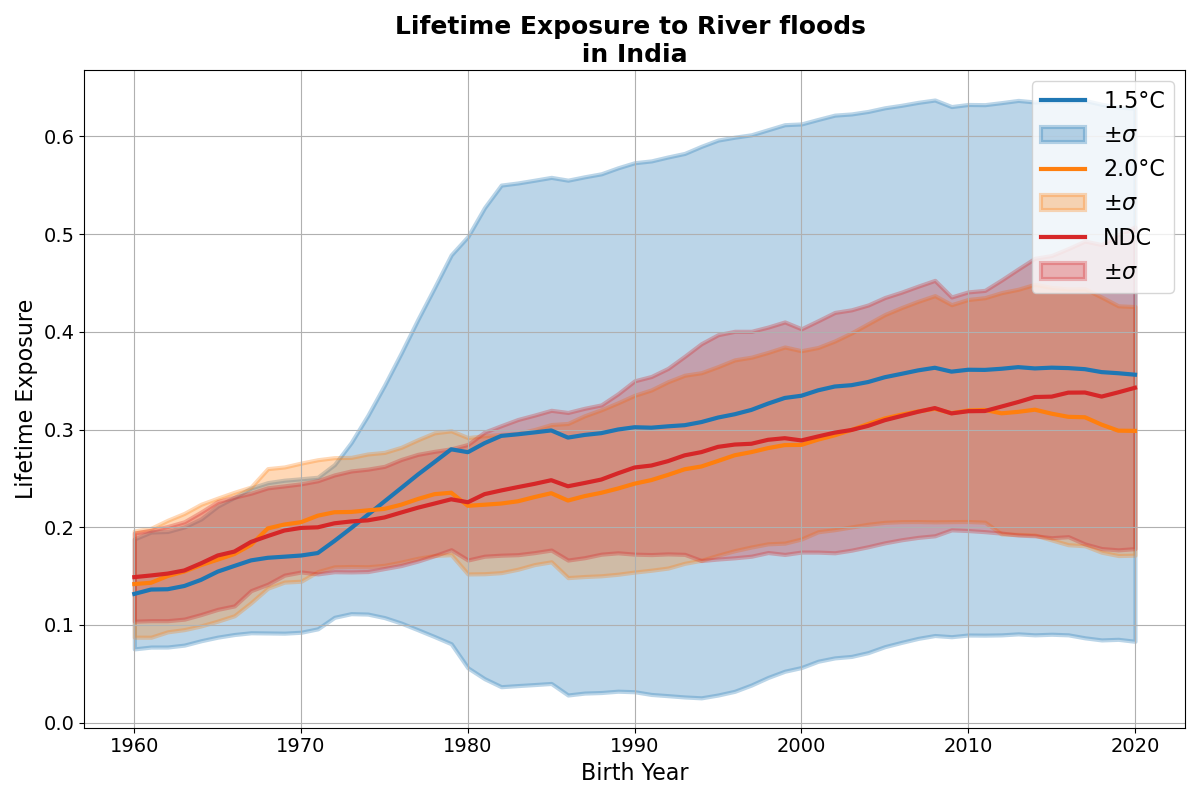 Lifetime Exposure to River floods
in India
1.5°C
±σ
2.0°C
±σ
NDC
±σ
Lifetime Exposure
0.6
0.5
0.4
0.3
0.2
0.1
0.0
1960 1970 1980 1990 2000 2010 2020
Birth Year